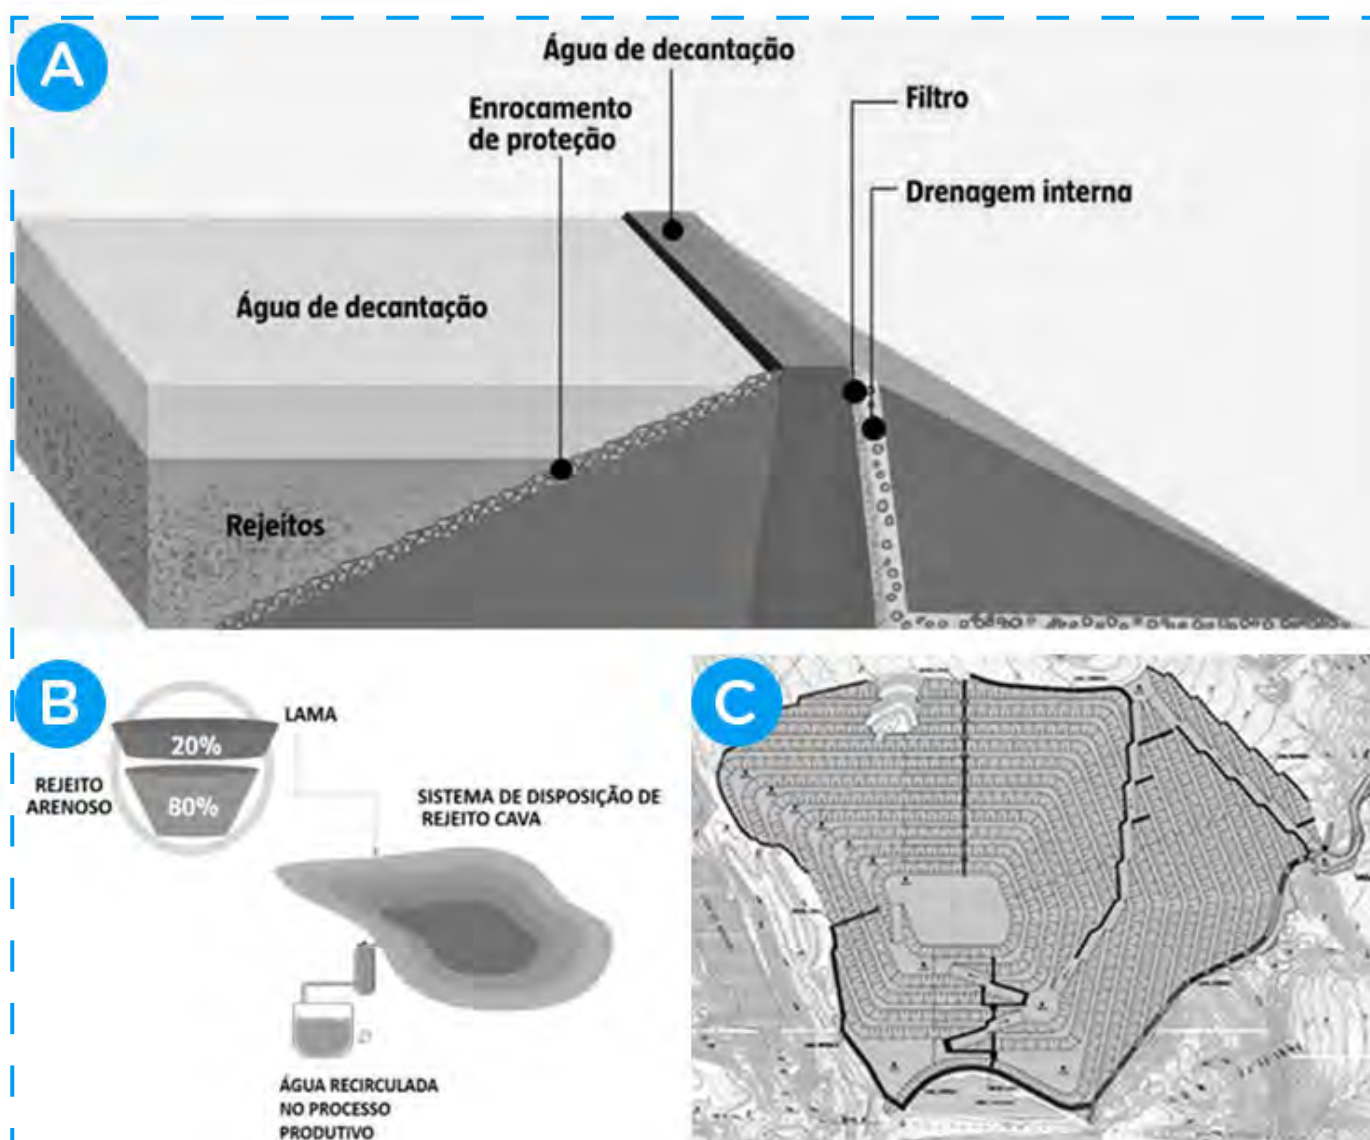 A
Água de decantação
Enrocamento
de proteção
Filtro
Drenagem interna
Água de decantação
Rejeitos
B
LAMA
20%
REJEITO
ARENOSO
80%
SISTEMA DE DISPOSIÇÃO DE
REJEITO CAVA
ÁGUA RECIRCULADA
NO PROCESSO
PRODUTIVO
C